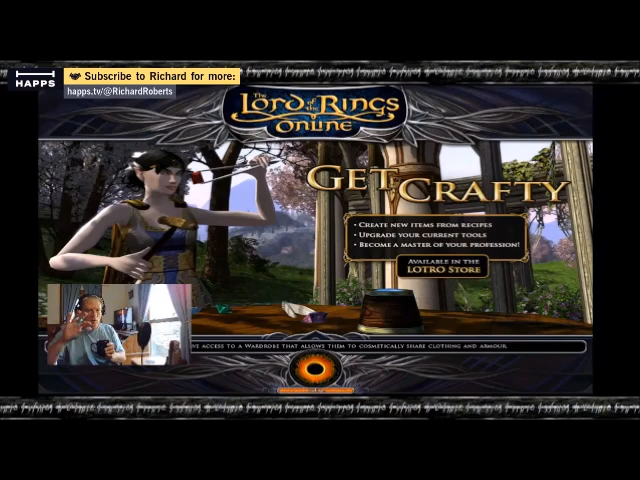 HAPPS
Subscribe to Richard for more:
happs.tv/@RichardRoberts
The
Lord of the Rings
Online
Get Crafty
• Create new items from recipes
• Upgrade your current tools
• Become a master of your profession!
Available in the
LOTRO Store
access to a Wardrobe that allows them to cosmetically share clothing and armour.